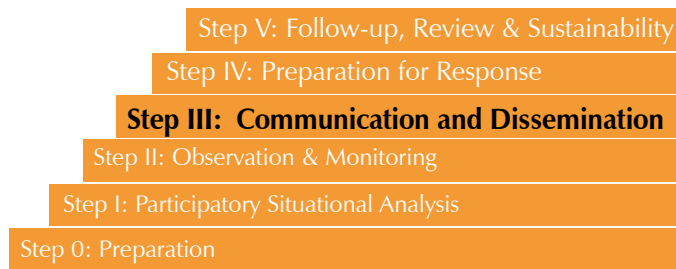 Step V: Follow-up, Review & Sustainability
Step IV: Preparation for Response
Step III: Communication and Dissemination
Step II: Observation & Monitoring
Step I: Participatory Situational Analysis
Step 0: Preparation